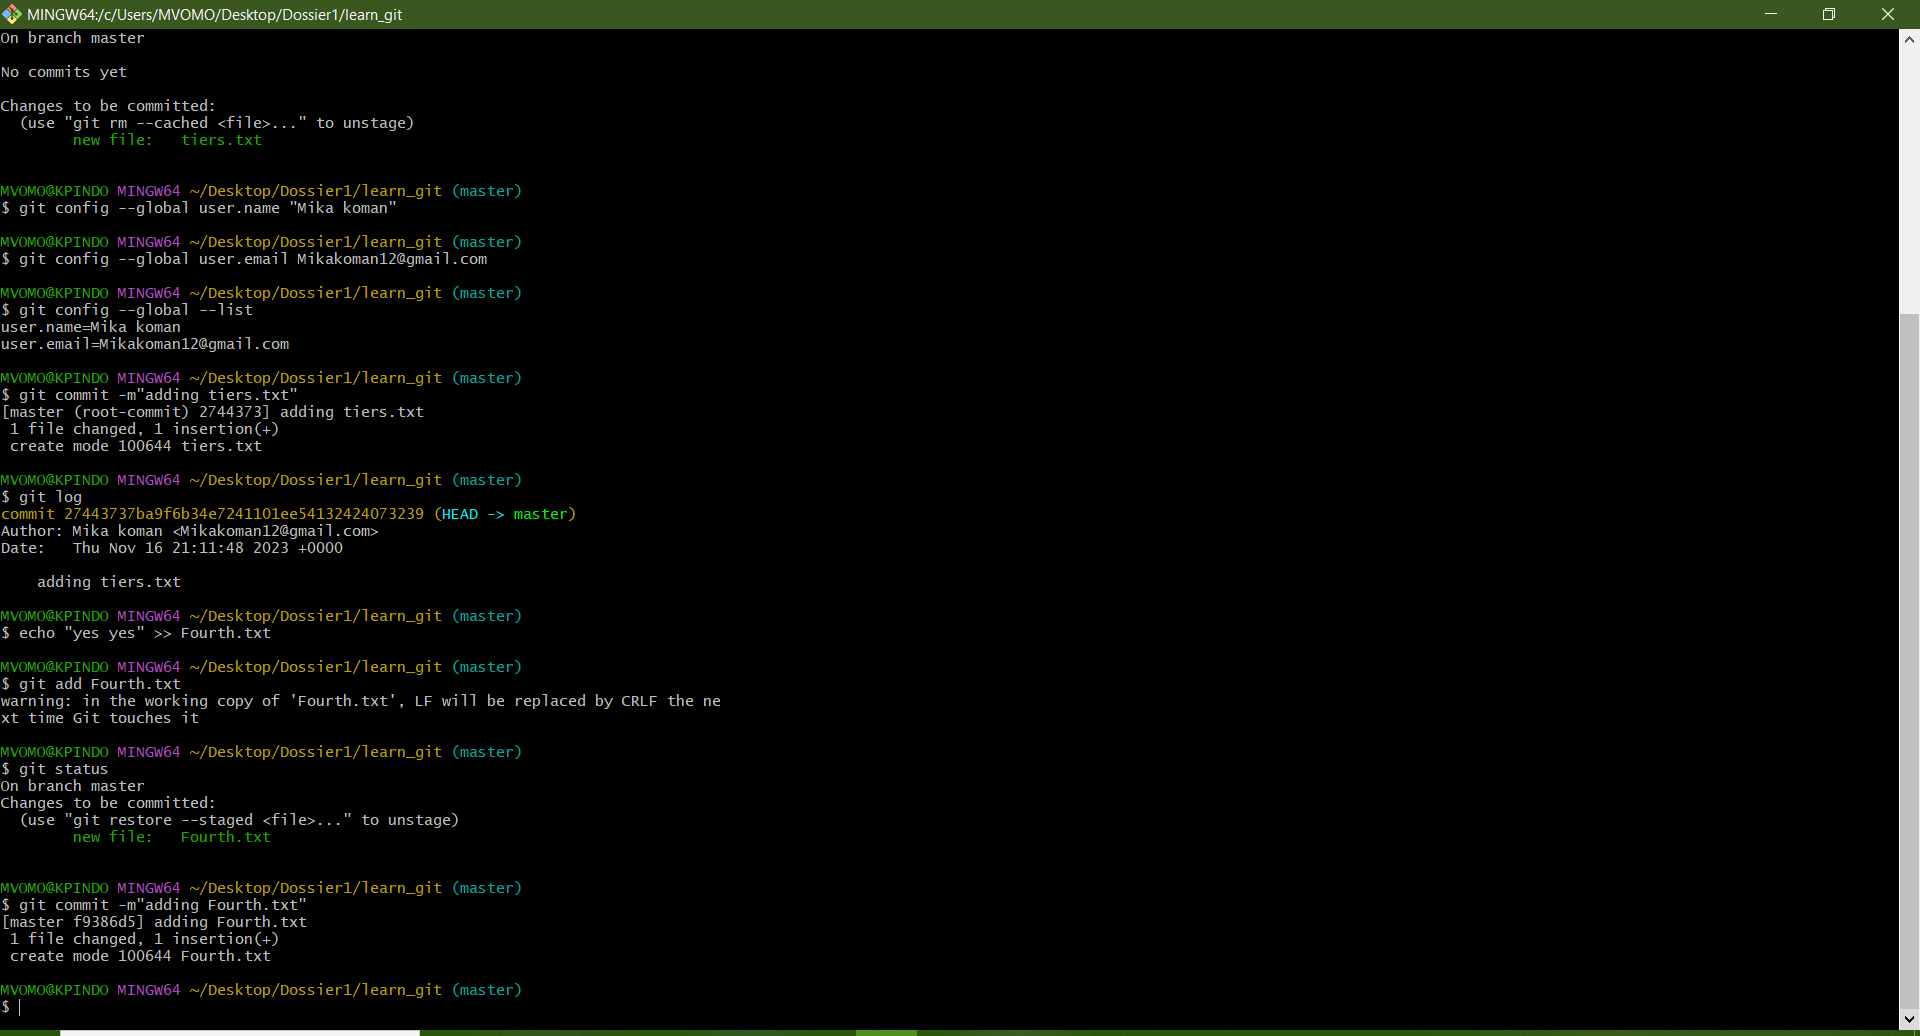 MINGW64:/c/Users/MVOMO/Desktop/Dossier1/learn_git
On branch master
No commits yet
Changes to be committed:
  (use "git rm --cached <file>..." to unstage)
        new file:   tiers.txt
MVOMO@KPINDO MINGW64 ~/Desktop/Dossier1/learn_git (master)
$ git config --global user.name "Mika koman"
MVOMO@KPINDO MINGW64 ~/Desktop/Dossier1/learn_git (master)
$ git config --global user.email Mikakoman12@gmail.com
MVOMO@KPINDO MINGW64 ~/Desktop/Dossier1/learn_git (master)
$ git config --global --list
user.name=Mika koman
user.email=Mikakoman12@gmail.com
MVOMO@KPINDO MINGW64 ~/Desktop/Dossier1/learn_git (master)
$ git commit -m"adding tiers.txt"
[master (root-commit) 2744373] adding tiers.txt
 1 file changed, 1 insertion(+)
 create mode 100644 tiers.txt
MVOMO@KPINDO MINGW64 ~/Desktop/Dossier1/learn_git (master)
$ git log
commit 27443737ba9f6b34e7241101ee54132424073239 (HEAD -> master)
Author: Mika koman <Mikakoman12@gmail.com>
Date:   Thu Nov 16 21:11:48 2023 +0000
    adding tiers.txt
MVOMO@KPINDO MINGW64 ~/Desktop/Dossier1/learn_git (master)
$ echo "yes yes" >> Fourth.txt
MVOMO@KPINDO MINGW64 ~/Desktop/Dossier1/learn_git (master)
$ git add Fourth.txt
warning: in the working copy of 'Fourth.txt', LF will be replaced by CRLF the ne
xt time Git touches it
MVOMO@KPINDO MINGW64 ~/Desktop/Dossier1/learn_git (master)
$ git status
On branch master
Changes to be committed:
  (use "git restore --staged <file>..." to unstage)
        new file:   Fourth.txt
MVOMO@KPINDO MINGW64 ~/Desktop/Dossier1/learn_git (master)
$ git commit -m"adding Fourth.txt"
[master f9386d5] adding Fourth.txt
 1 file changed, 1 insertion(+)
 create mode 100644 Fourth.txt
MVOMO@KPINDO MINGW64 ~/Desktop/Dossier1/learn_git (master)
$